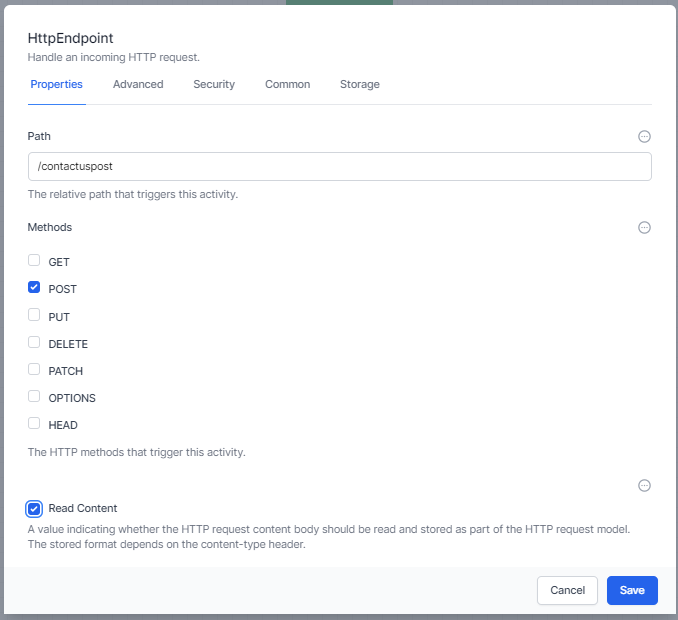 HttpEndpoint
Handle an incoming HTTP request.
Properties Advanced Security Common Storage
Path
/contactuspost
The relative path that triggers this activity.
Methods
GET
POST
PUT
DELETE
PATCH
OPTIONS
HEAD
The HTTP methods that trigger this activity.
Read Content
A value indicating whether the HTTP request content body should be read and stored as part of the HTTP request model.
The stored format depends on the content-type header.
Cancel Save